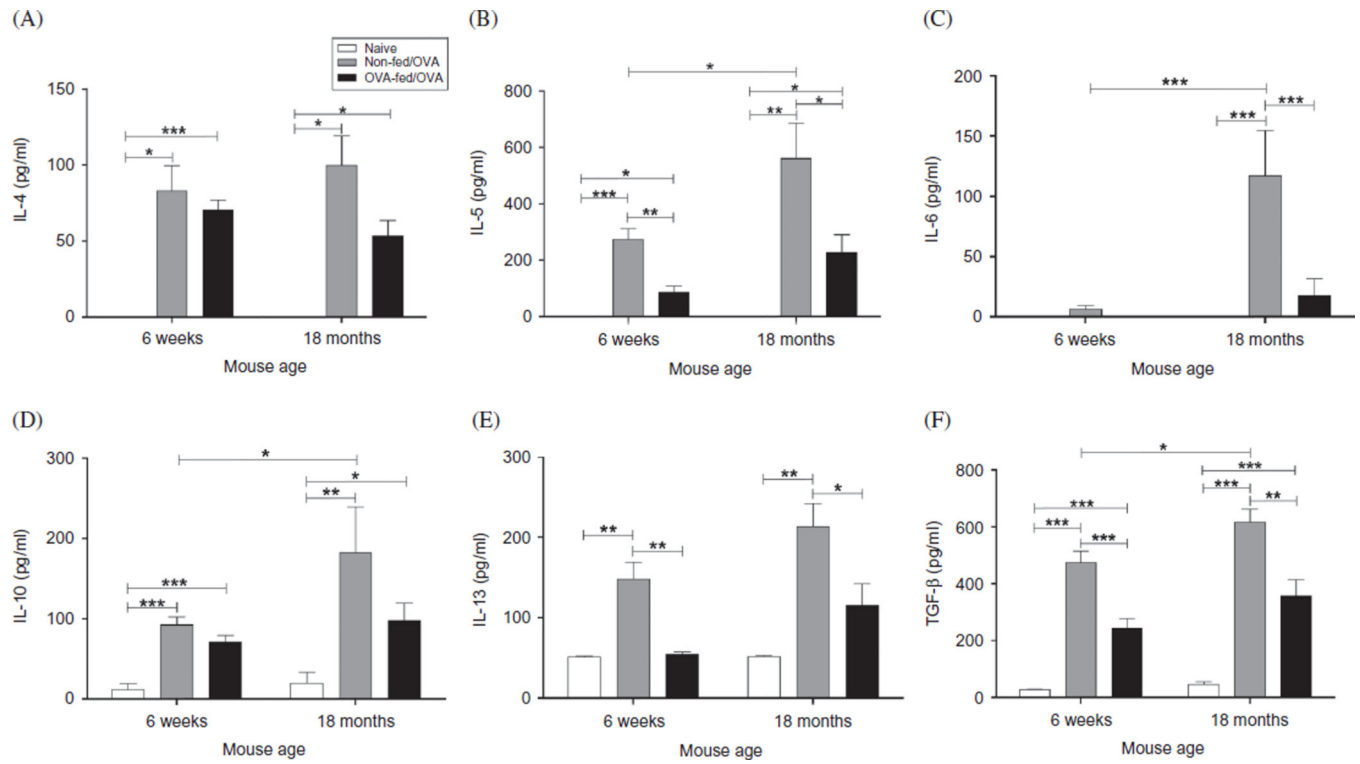 (A)
Naive
Non-fed/OVA
OVA-fed/OVA
IL-4 (pg/ml)
150
100
50
0
***
*
*
*
6 weeks
18 months
Mouse age
(B)
IL-5 (pg/ml)
800
600
400
200
0
*
*
**
*
*
***
**
6 weeks
18 months
Mouse age
(C)
IL-6 (pg/ml)
200
150
100
50
0
***
***
***
6 weeks
18 months
Mouse age
(D)
IL-10 (pg/ml)
300
200
100
0
*
*
**
***
***
6 weeks
18 months
Mouse age
(E)
IL-13 (pg/ml)
300
200
100
0
**
*
**
**
6 weeks
18 months
Mouse age
(F)
TGF-β (pg/ml)
800
600
400
200
0
*
***
***
**
***
***
***
6 weeks
18 months
Mouse age